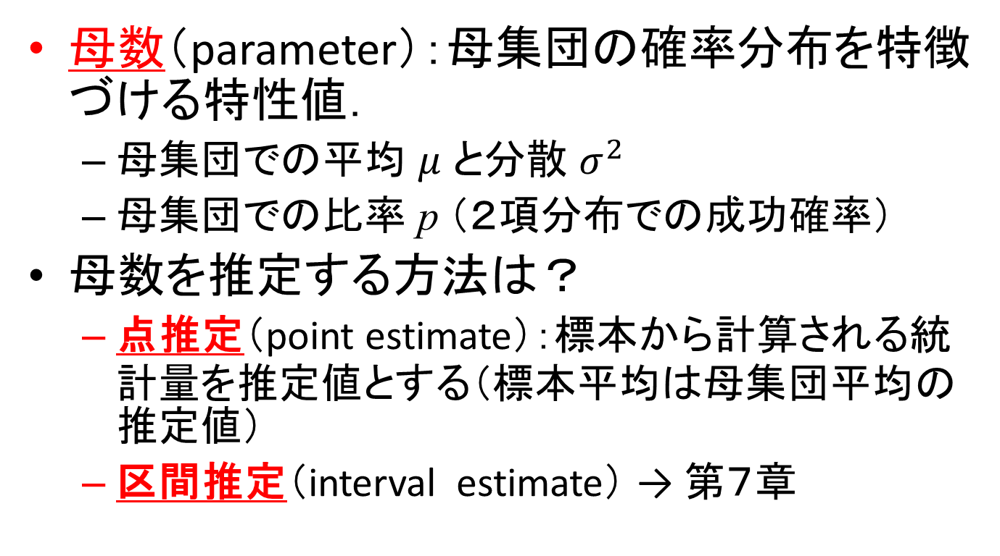 • 母数（parameter）：母集団の確率分布を特徴
づける特性値．
– 母集団での平均 μ と分散 σ²
– 母集団での比率 p （２項分布での成功確率）
• 母数を推定する方法は？
– 点推定（point estimate）：標本から計算される統
計量を推定値とする（標本平均は母集団平均の
推定値）
– 区間推定（interval estimate） → 第７章